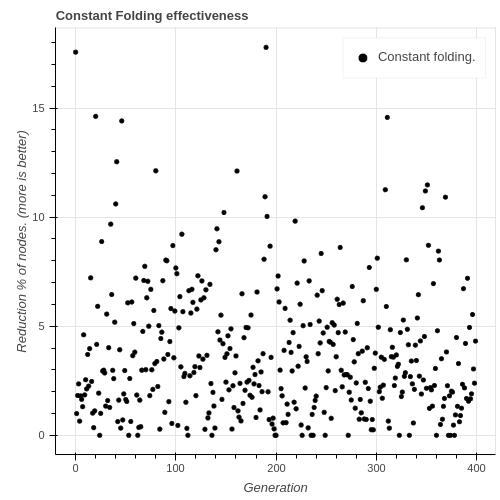 Constant Folding effectiveness
Constant folding.
Reduction % of nodes. (more is better)
15
10
5
0
0
100
200
300
400
Generation